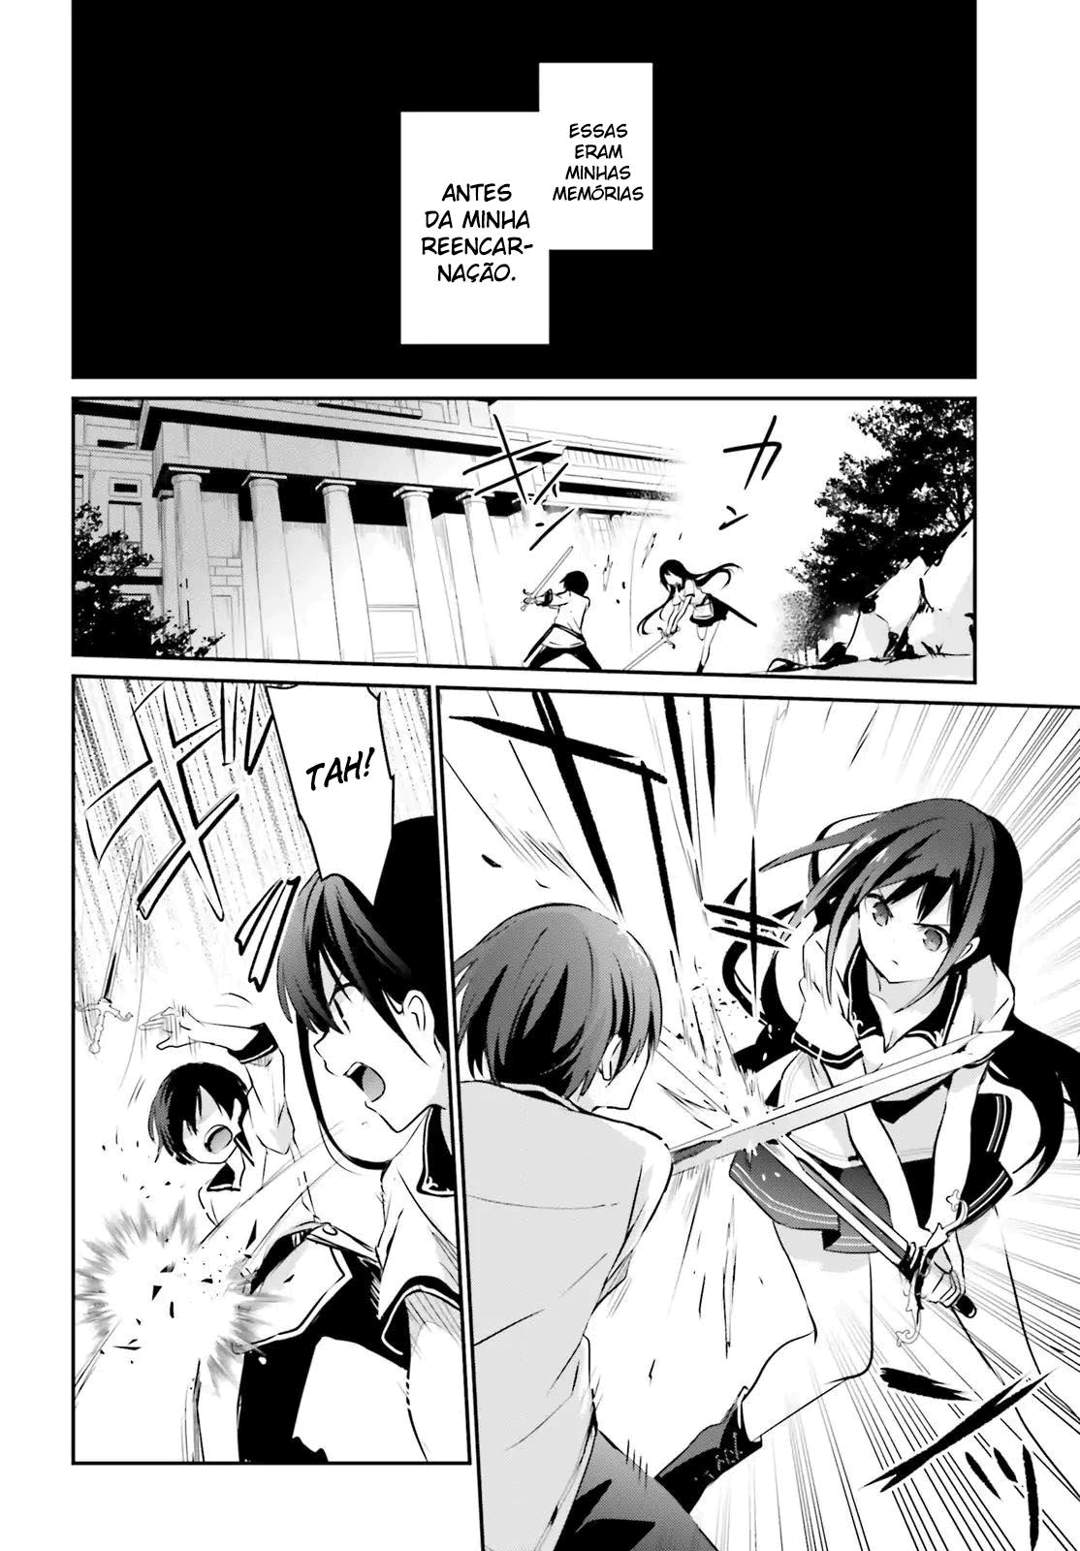 ESSAS
ERAM
MINHAS
MEMÓRIAS
ANTES
DA MINHA
REENCAR-
NAÇÃO.
TAH!